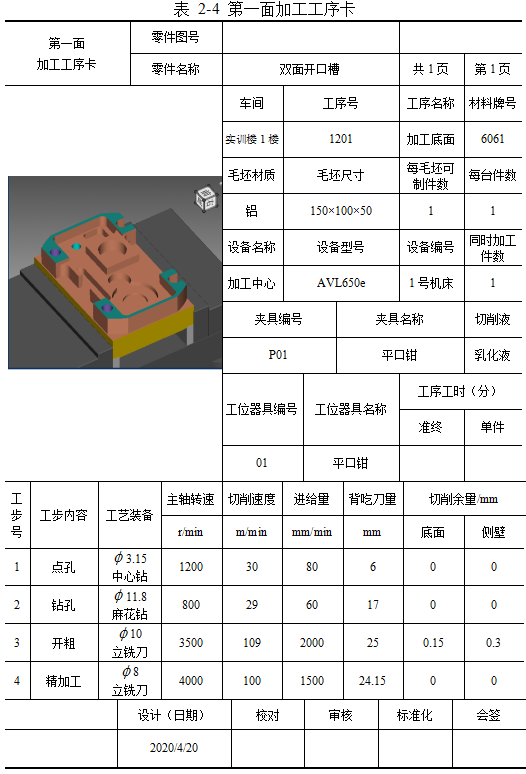 表 2-4 第一面加工工序卡
第一面
加工工序卡
零件图号
零件名称 双面开口槽 共1页 第1页
车间 工序号 工序名称 材料牌号
实训楼1楼 1201 加工底面 6061
毛坯材质 毛坯尺寸 每毛坯可
制件数 每台件数
铝 150×100×50 1 1
设备名称 设备型号 设备编号 同时加工
件数
加工中心 AVL650e 1号机床 1
夹具编号 夹具名称 切削液
P01 平口钳 乳化液
工位器具编号 工位器具名称 工序工时（分）
准终 单件
01 平口钳
工
步
号
工步内容 工艺装备 主轴转速 切削速度 进给量 背吃刀量 切削余量/mm
r/min m/min mm/min mm 底面 侧壁
1 点孔 ϕ3.15
中心钻 1200 30 80 6 0 0
2 钻孔 ϕ11.8
麻花钻 800 29 60 17 0 0
3 开粗 ϕ10
立铣刀 3500 109 2000 25 0.15 0.3
4 精加工 ϕ8
立铣刀 4000 100 1500 24.15 0 0
设计（日期） 校对 审核 标准化 会签
2020/4/20